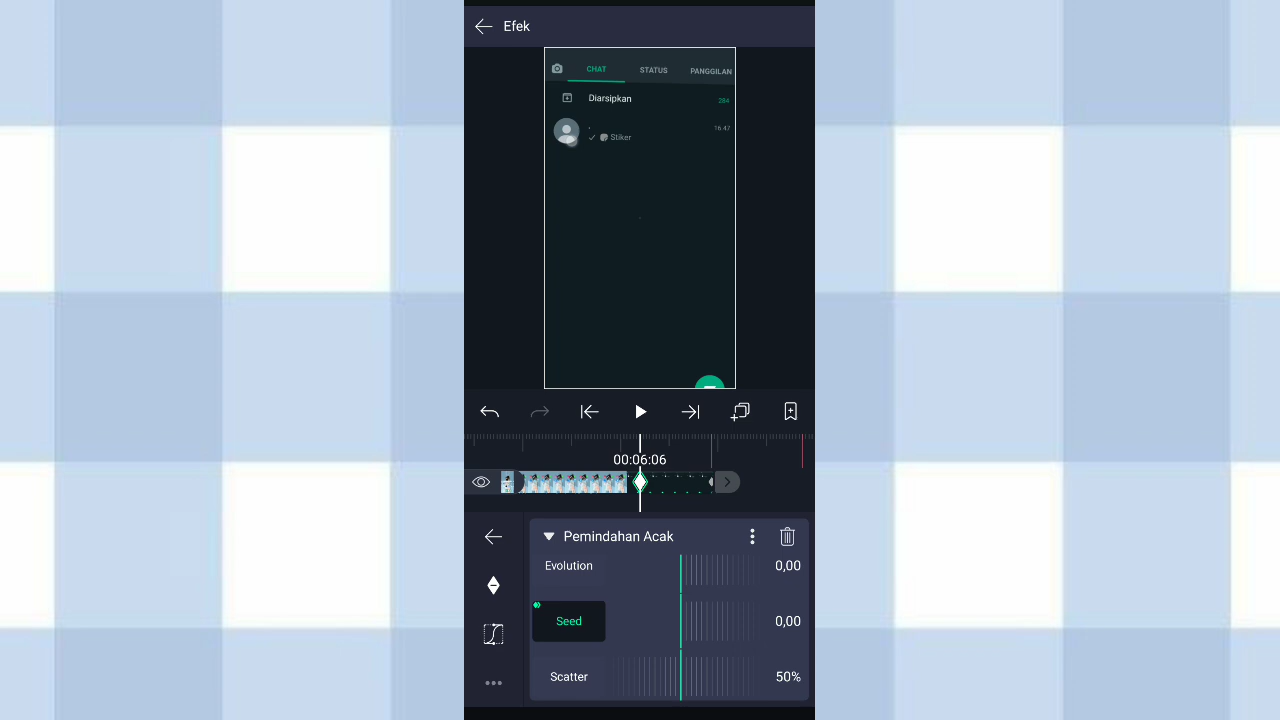 Efek
CHAT STATUS PANGGILAN
Diarsipkan 284
16.47
Stiker
00:06:06
Pemindahan Acak
Evolution 0,00
Seed 0,00
Scatter 50%